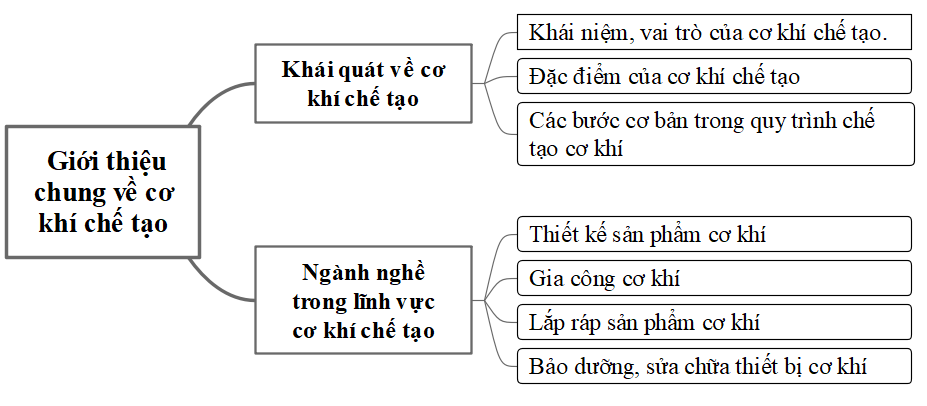 Giới thiệu
chung về cơ
khí chế tạo
Khái quát về cơ
khí chế tạo
Khái niệm, vai trò của cơ khí chế tạo.
Đặc điểm của cơ khí chế tạo
Các bước cơ bản trong quy trình chế
tạo cơ khí
Ngành nghề
trong lĩnh vực
cơ khí chế tạo
Thiết kế sản phẩm cơ khí
Gia công cơ khí
Lắp ráp sản phẩm cơ khí
Bảo dưỡng, sửa chữa thiết bị cơ khí